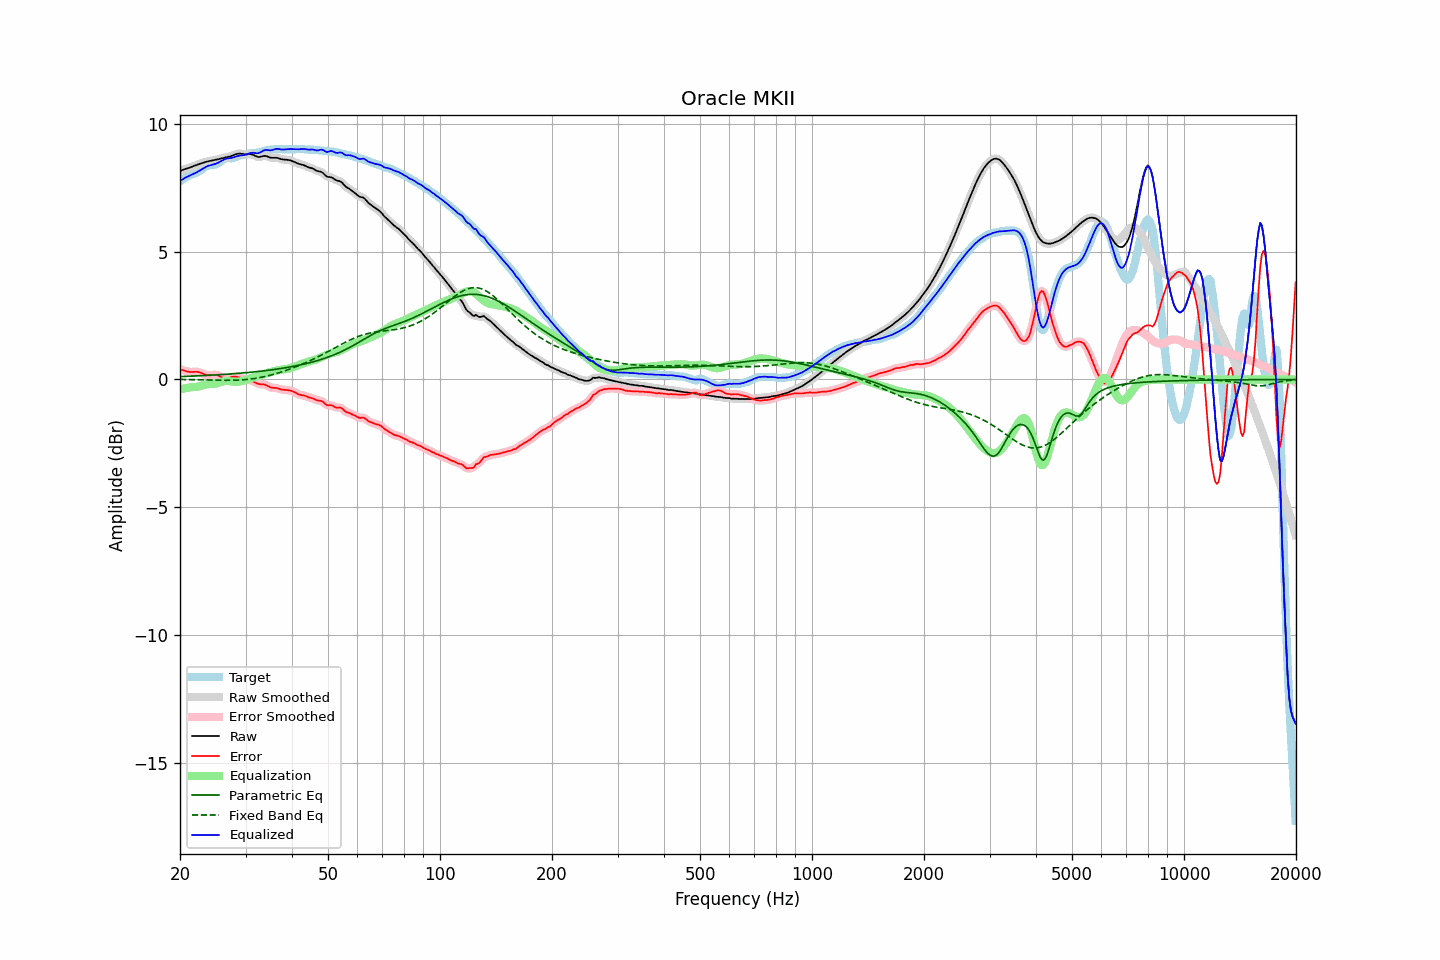 Oracle MKII
Amplitude (dBr)
10
5
0
−5
−10
−15
Target
Raw Smoothed
Error Smoothed
Raw
Error
Equalization
Parametric Eq
Fixed Band Eq
Equalized
20 50 100 200 500 1000 2000 5000 10000 20000
Frequency (Hz)